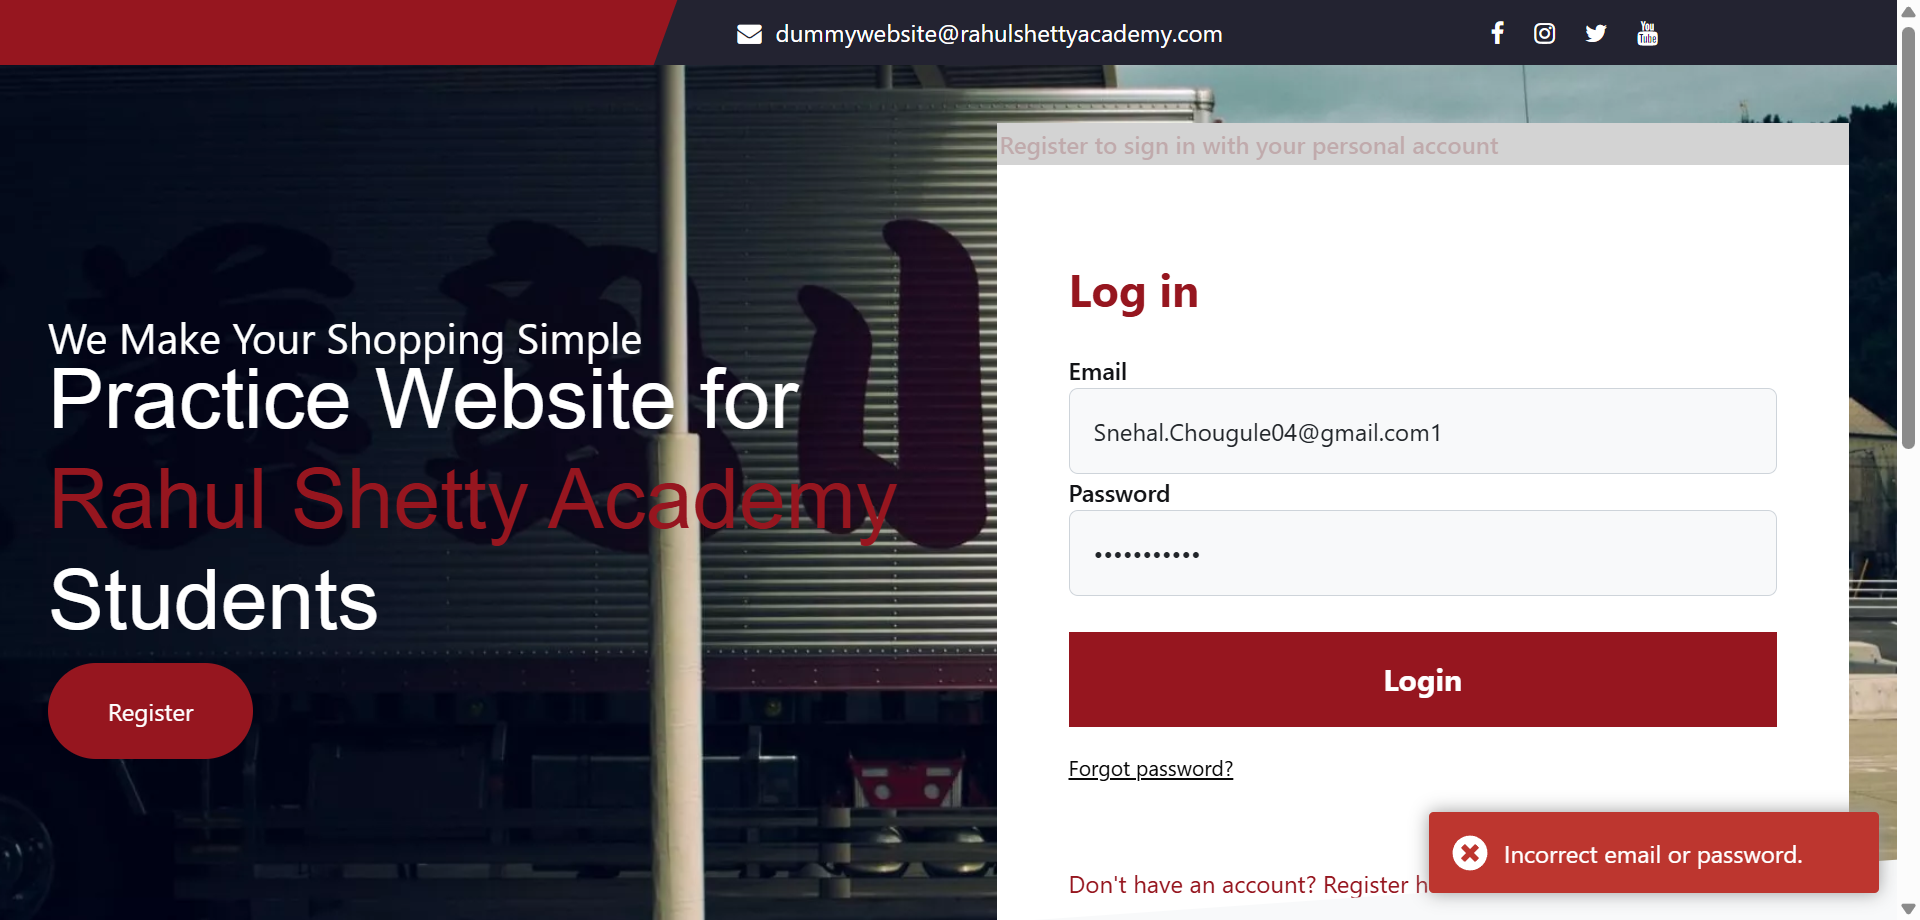 dummywebsite@rahulshettyacademy.com
Register to sign in with your personal account
We Make Your Shopping Simple
Practice Website for
Rahul Shetty Academy
Students
Register
Log in
Email
Snehal.Chougule04@gmail.com1
Password
Login
Forgot password?
Don't have an account? Register h
Incorrect email or password.
You
Tube